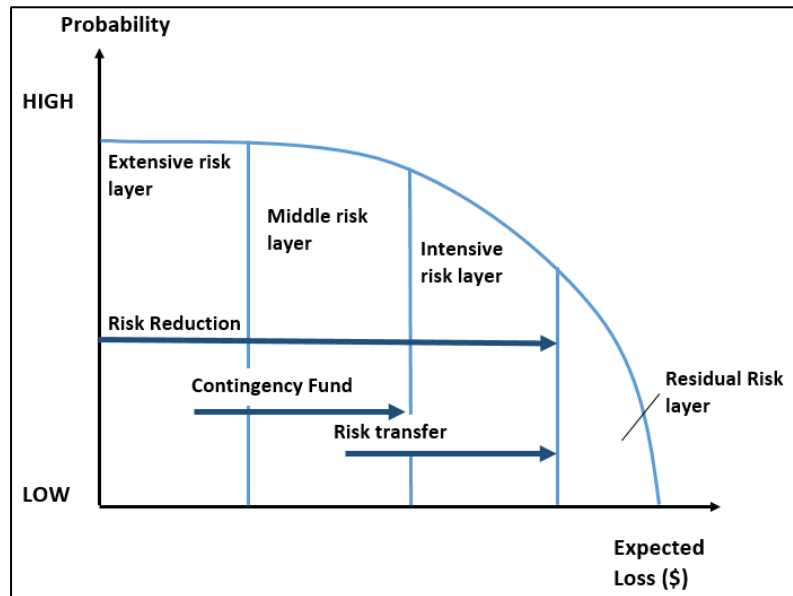 Probability
HIGH
Extensive risk
layer
Middle risk
layer
Intensive
risk layer
Risk Reduction
Contingency Fund
Residual Risk
layer
Risk transfer
LOW
Expected
Loss ($)